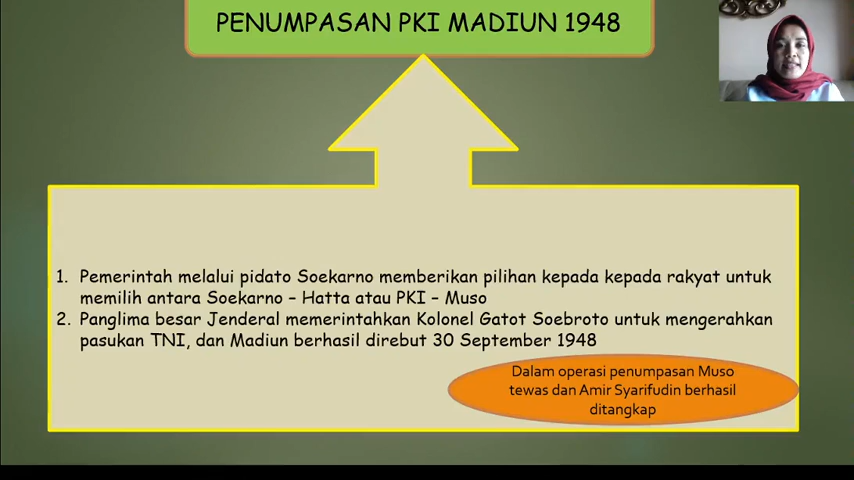 PENUMPASAN PKI MADIUN 1948
1. Pemerintah melalui pidato Soekarno memberikan pilihan kepada kepada rakyat untuk
memilih antara Soekarno – Hatta atau PKI – Muso
2. Panglima besar Jenderal memerintahkan Kolonel Gatot Soebroto untuk mengerahkan
pasukan TNI, dan Madiun berhasil direbut 30 September 1948
Dalam operasi penumpasan Muso
tewas dan Amir Syarifudin berhasil
ditangkap